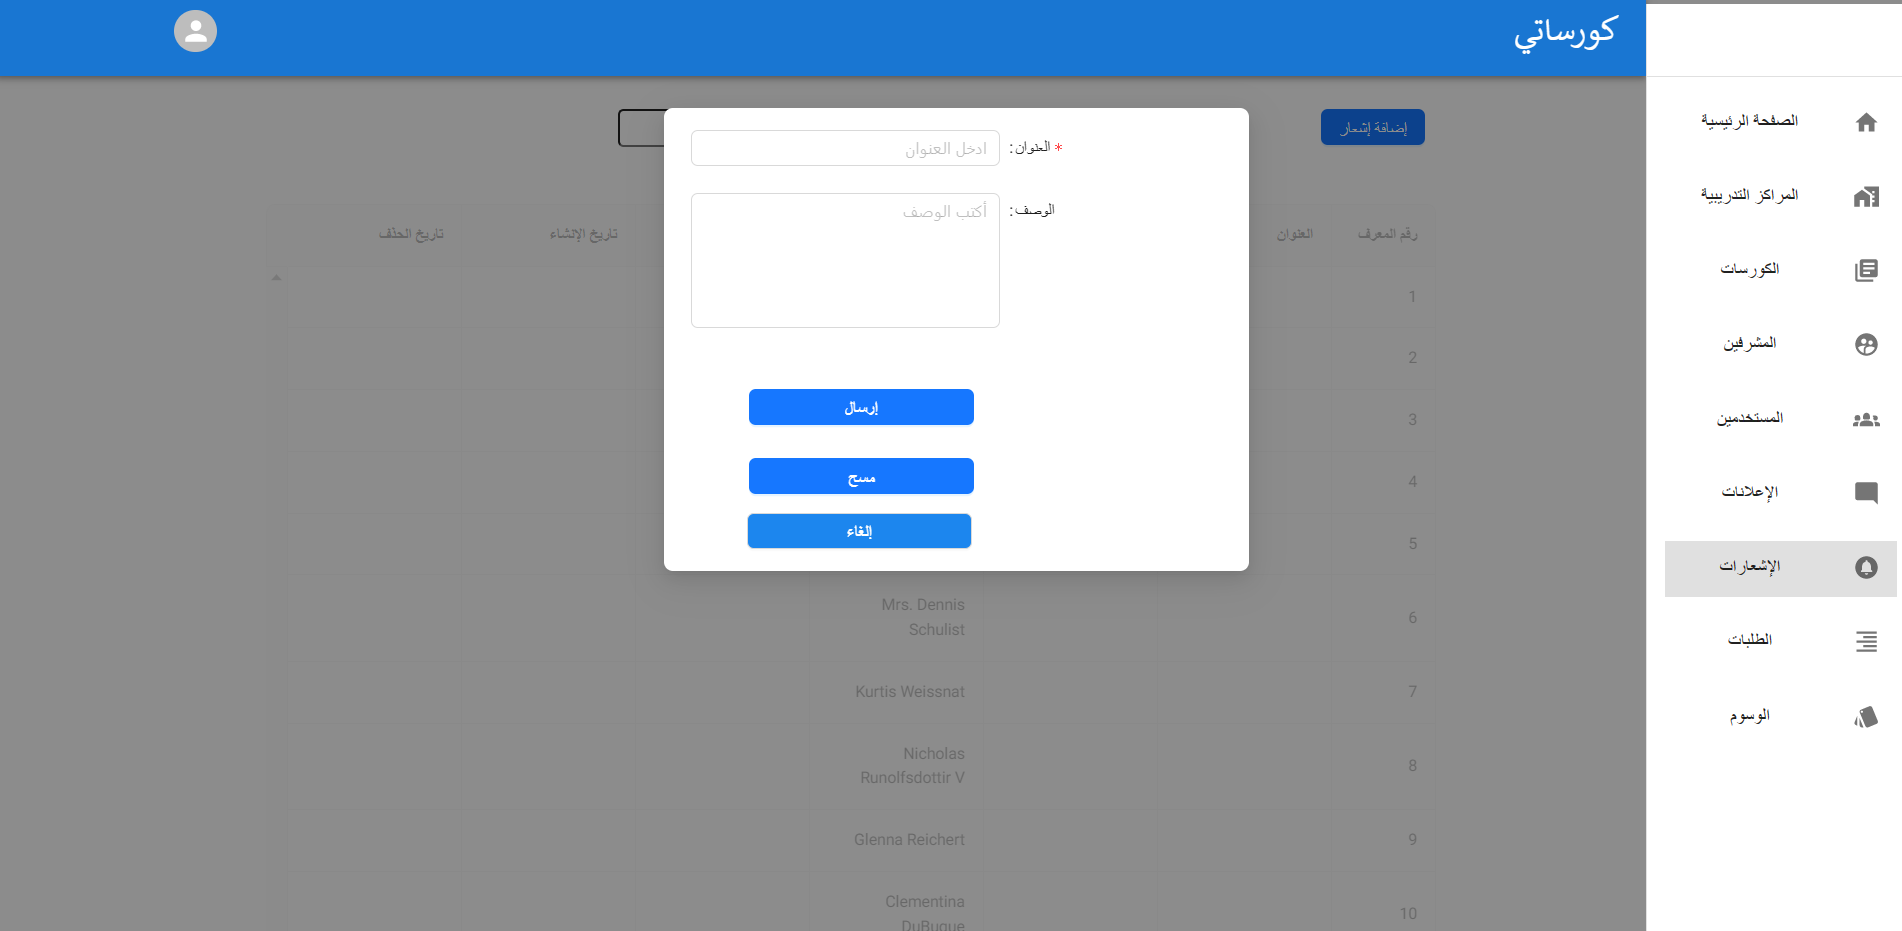 كورساتي
الصفحة الرئيسية
المراكز التدريبية
الكورسات
المشرفين
المستخدمين
الإعلانات
الإشعارات
الطلبات
الوسوم
إضافة إشعار
* العنوان:
ادخل العنوان
الوصف:
أكتب الوصف
إرسال
مسح
إلغاء
رقم المعرف
العنوان
تاريخ الإنشاء
تاريخ الحذف
1
2
3
4
5
6
Mrs. Dennis
Schulist
7
Kurtis Weissnat
8
Nicholas
Runolfsdottir V
9
Glenna Reichert
10
Clementina
DuBuque